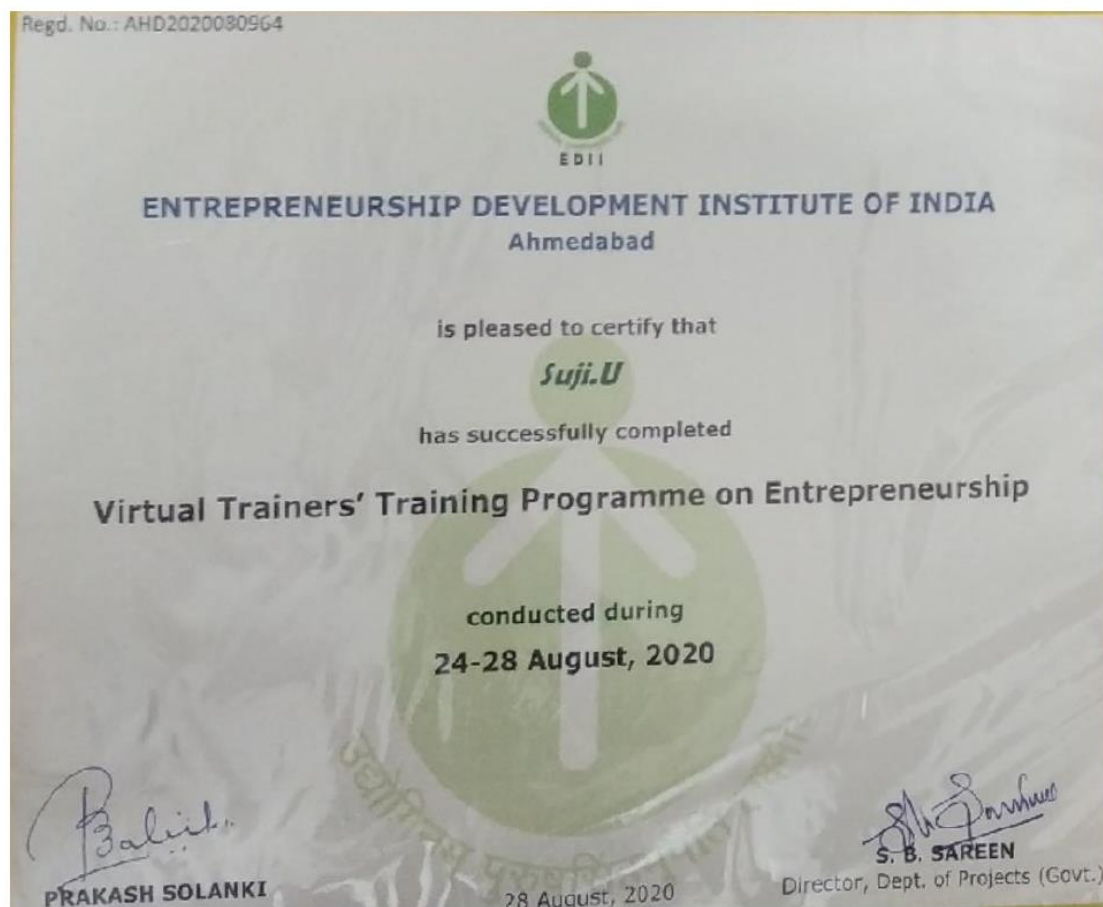 Regd. No.: AHD2020080964
EDII
ENTREPRENEURSHIP DEVELOPMENT INSTITUTE OF INDIA
Ahmedabad
is pleased to certify that
Suji.U
has successfully completed
Virtual Trainers' Training Programme on Entrepreneurship
conducted during
24-28 August, 2020
PRAKASH SOLANKI
28 August, 2020
S. B. SAREEN
Director, Dept. of Projects (Govt.)